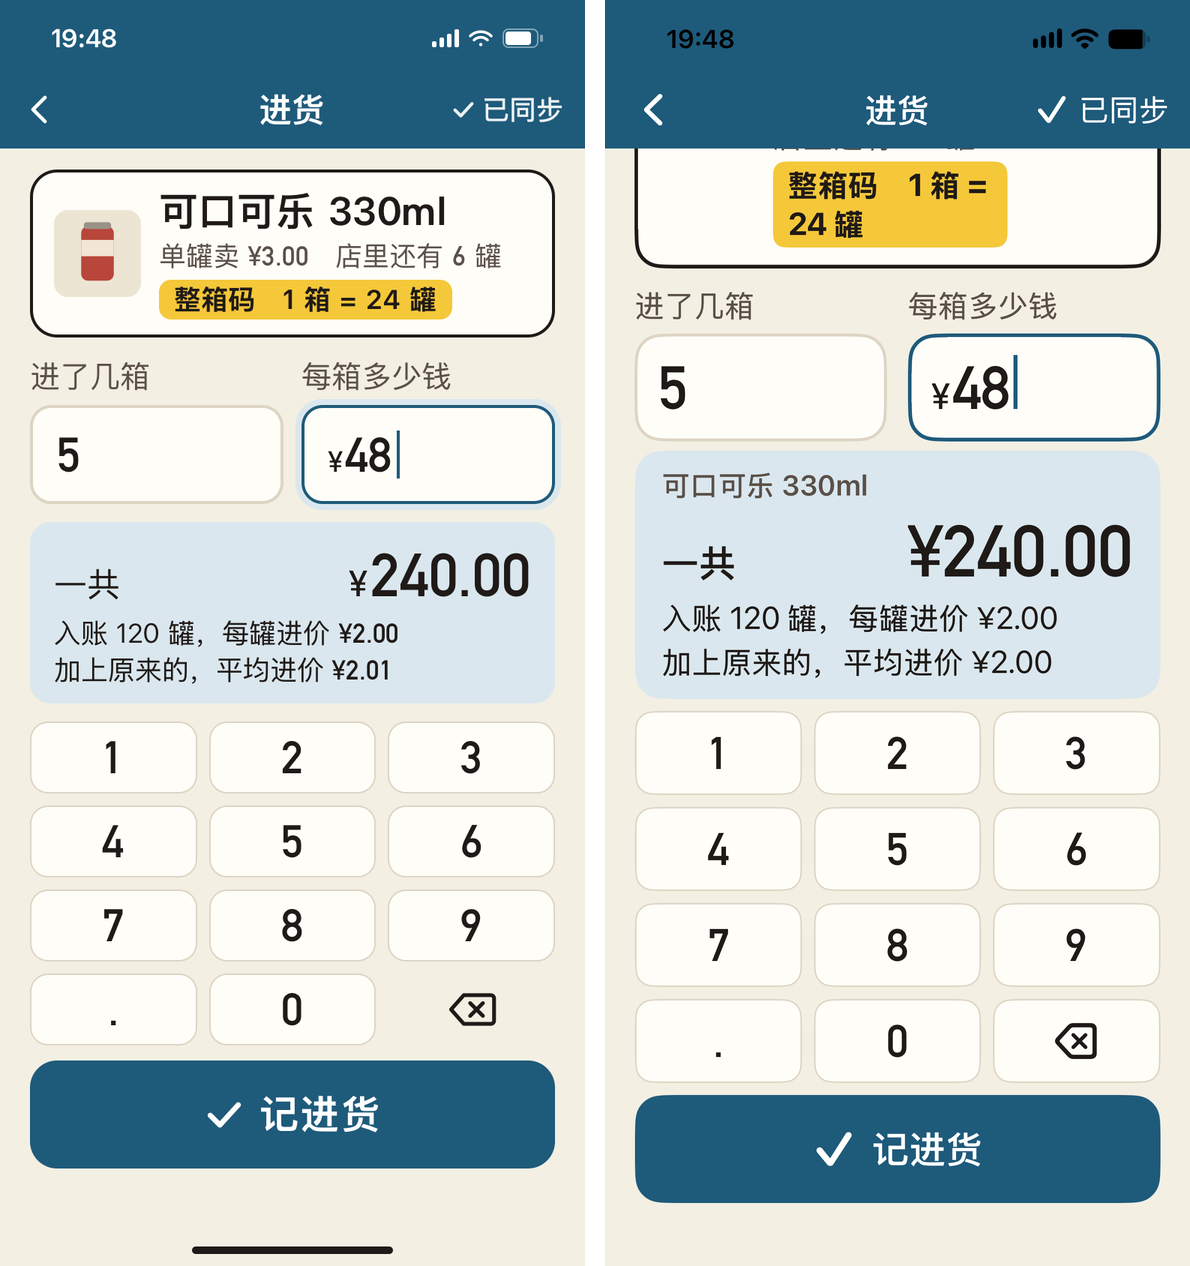 19:48
进货
已同步
可口可乐 330ml
单罐卖 ¥3.00 店里还有 6 罐
整箱码 1 箱 = 24 罐
进了几箱
每箱多少钱
5
¥48
一共
¥240.00
入账 120 罐，每罐进价 ¥2.00
加上原来的，平均进价 ¥2.01
1
2
3
4
5
6
7
8
9
.
0
记进货
19:48
进货
已同步
整箱码 1 箱 =
24 罐
进了几箱
每箱多少钱
5
¥48
可口可乐 330ml
一共
¥240.00
入账 120 罐，每罐进价 ¥2.00
加上原来的，平均进价 ¥2.00
1
2
3
4
5
6
7
8
9
.
0
记进货